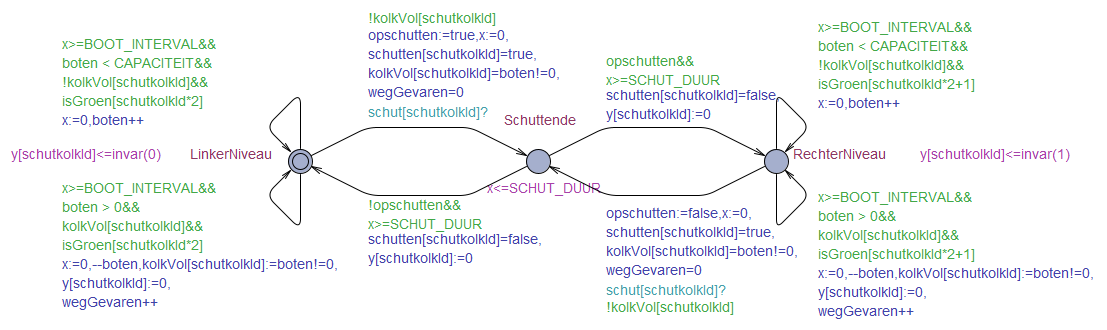 x>=BOOT_INTERVAL&&
boten < CAPACITEIT&&
!kolkVol[schutkolkId]&&
isGroen[schutkolkId*2]
x:=0,boten++
!kolkVol[schutkolkId]
opschutten:=true,x:=0,
schutten[schutkolkId]=true,
kolkVol[schutkolkId]=boten!=0,
wegGevaren=0
schut[schutkolkId]?
opschutten&&
x>=SCHUT_DUUR
schutten[schutkolkId]=false,
y[schutkolkId]:=0
x>=BOOT_INTERVAL&&
boten < CAPACITEIT&&
!kolkVol[schutkolkId]&&
isGroen[schutkolkId*2+1]
x:=0,boten++
y[schutkolkId]<=invar(0)
LinkerNiveau
Schuttende
x<=SCHUT_DUUR
RechterNiveau
y[schutkolkId]<=invar(1)
x>=BOOT_INTERVAL&&
boten > 0&&
kolkVol[schutkolkId]&&
isGroen[schutkolkId*2]
x:=0,--boten,kolkVol[schutkolkId]:=boten!=0,
y[schutkolkId]:=0,
wegGevaren++
!opschutten&&
x>=SCHUT_DUUR
schutten[schutkolkId]=false,
y[schutkolkId]:=0
opschutten:=false,x:=0,
schutten[schutkolkId]=true,
kolkVol[schutkolkId]=boten!=0,
wegGevaren=0
schut[schutkolkId]?
!kolkVol[schutkolkId]
x>=BOOT_INTERVAL&&
boten > 0&&
kolkVol[schutkolkId]&&
isGroen[schutkolkId*2+1]
x:=0,--boten,kolkVol[schutkolkId]:=boten!=0,
y[schutkolkId]:=0,
wegGevaren++